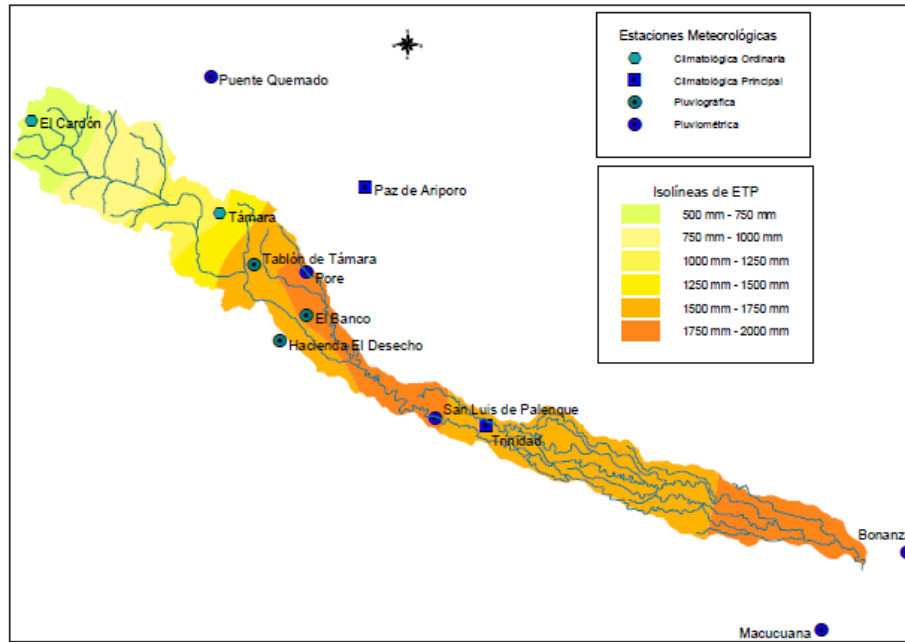 Estaciones Meteorológicas
Climatológica Ordinaria
Climatológica Principal
Pluviográfica
Pluviométrica
Puente Quemado
El Cardón
Paz de Ariporo
Isolíneas de ETP
500 mm - 750 mm
750 mm - 1000 mm
1000 mm - 1250 mm
1250 mm - 1500 mm
1500 mm - 1750 mm
1750 mm - 2000 mm
Támara
Tablón de Támara
Pore
El Banco
Hacienda El Desecho
San Luis de Palenque
Trinidad
Bonanz
Macucuana